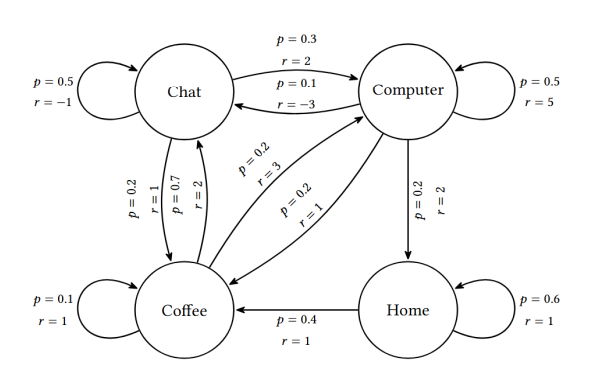 p = 0.3
r = 2
p = 0.5
r = −1
Chat
p = 0.1
r = −3
Computer
p = 0.5
r = 5
p = 0.2
r = 1
p = 0.7
r = 2
p = 0.2
r = 3
p = 0.2
r = 1
p = 0.2
r = 2
p = 0.1
r = 1
Coffee
p = 0.4
r = 1
Home
p = 0.6
r = 1